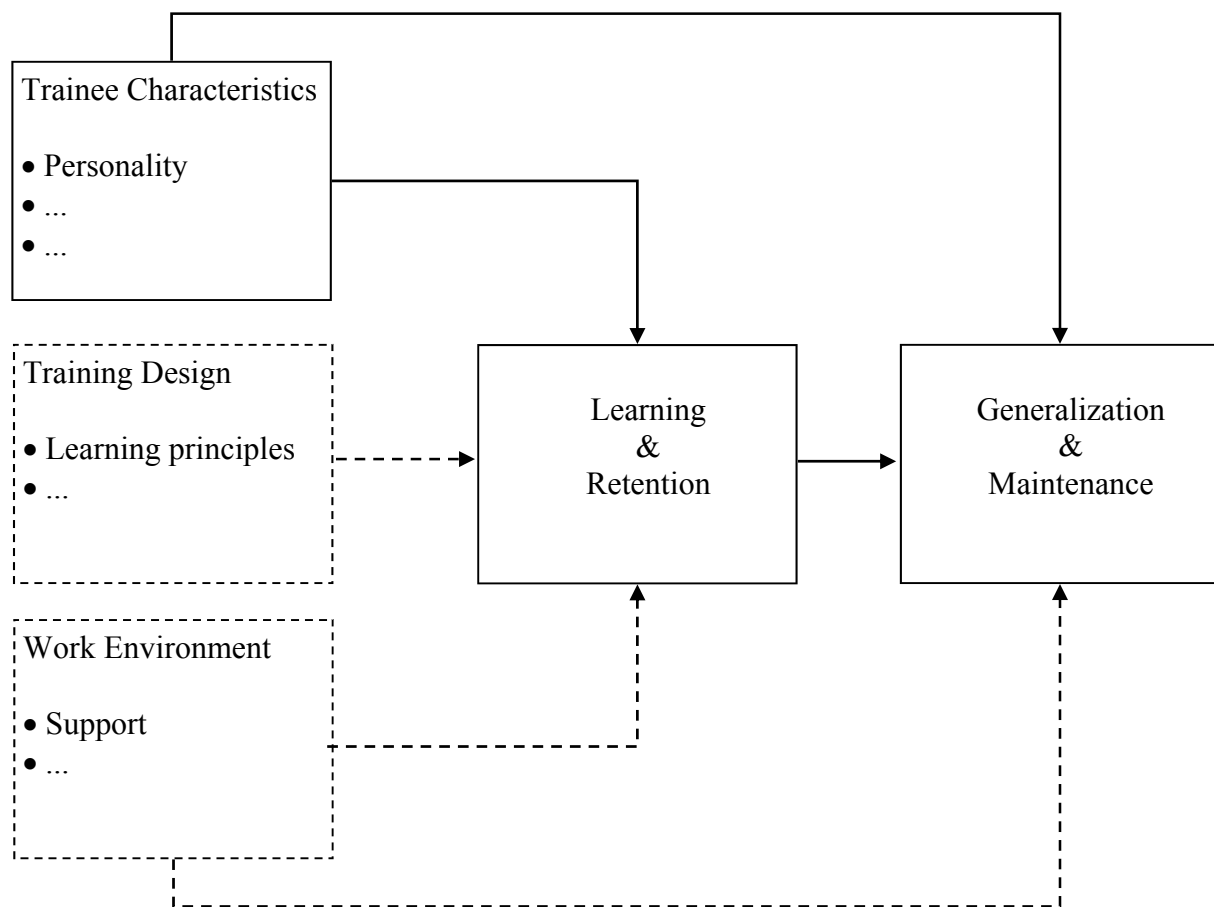 Trainee Characteristics
• Personality
• ...
• ...
Training Design
• Learning principles
• ...
Learning
&
Retention
Generalization
&
Maintenance
Work Environment
• Support
• ...